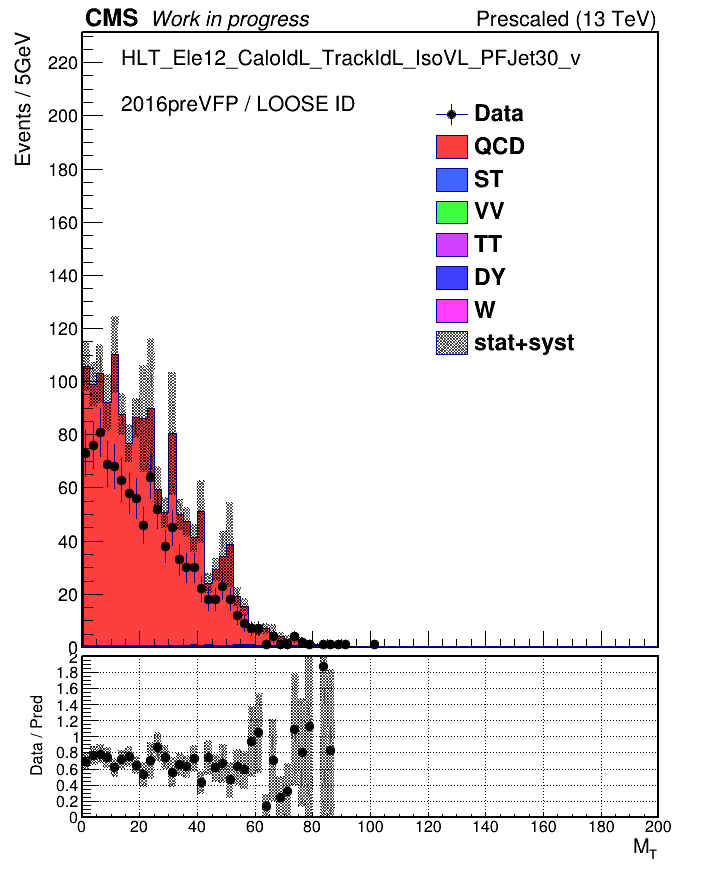 CMS Work in progress Prescaled (13 TeV)
HLT_Ele12_CaloIdL_TrackIdL_IsoVL_PFJet30_v
2016preVFP / LOOSE ID
Events / 5GeV
220
200
180
160
140
120
100
80
60
40
20
0
Data
QCD
ST
VV
TT
DY
W
stat+syst
Data / Pred
2
1.8
1.6
1.4
1.2
1
0.8
0.6
0.4
0.2
0
0 20 40 60 80 100 120 140 160 180 200
M_T